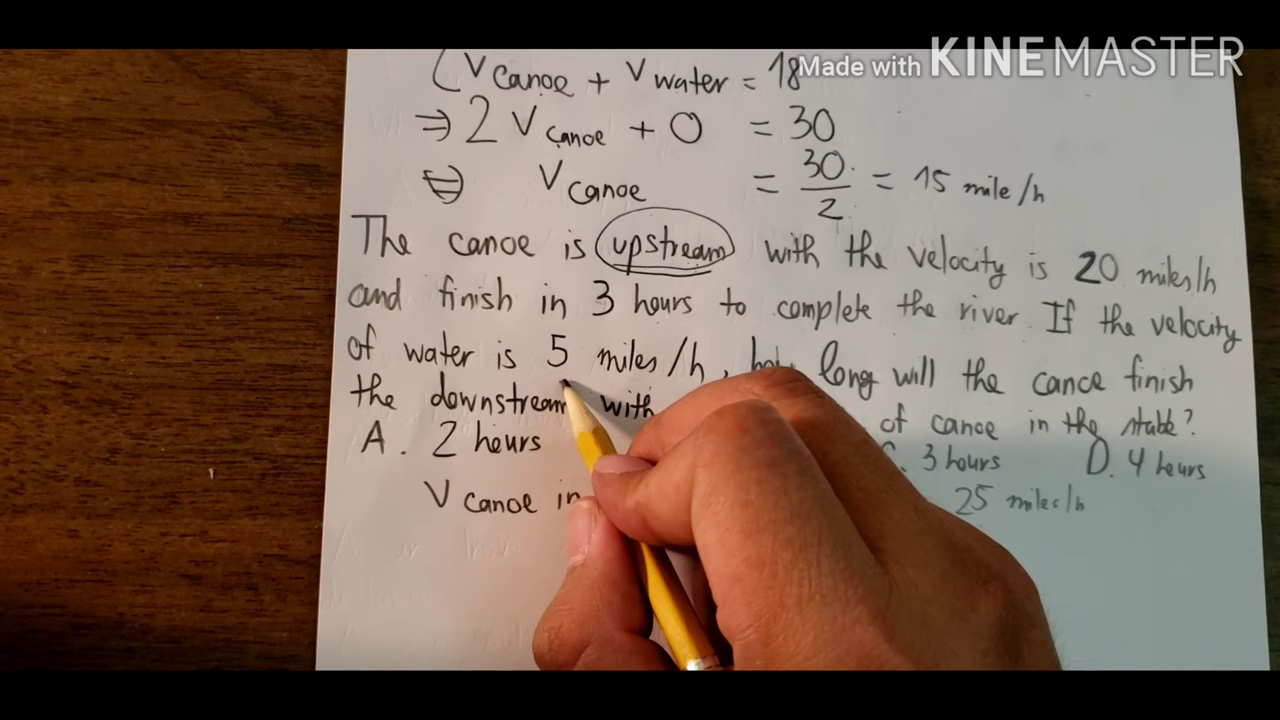 Made with KINEMASTER
( V canoe + V water = 18
⇒ 2 V canoe + 0 = 30
⇔ V canoe = 30/2 = 15 mile/h
The canoe is upstream with the velocity is 20 miles/h
and finish in 3 hours to complete the river. If the velocity
of water is 5 miles/h, long will the canoe finish
the downstream with of canoe in the stable?
A. 2 hours C. 3 hours D. 4 hours
V canoe in 25 miles/h